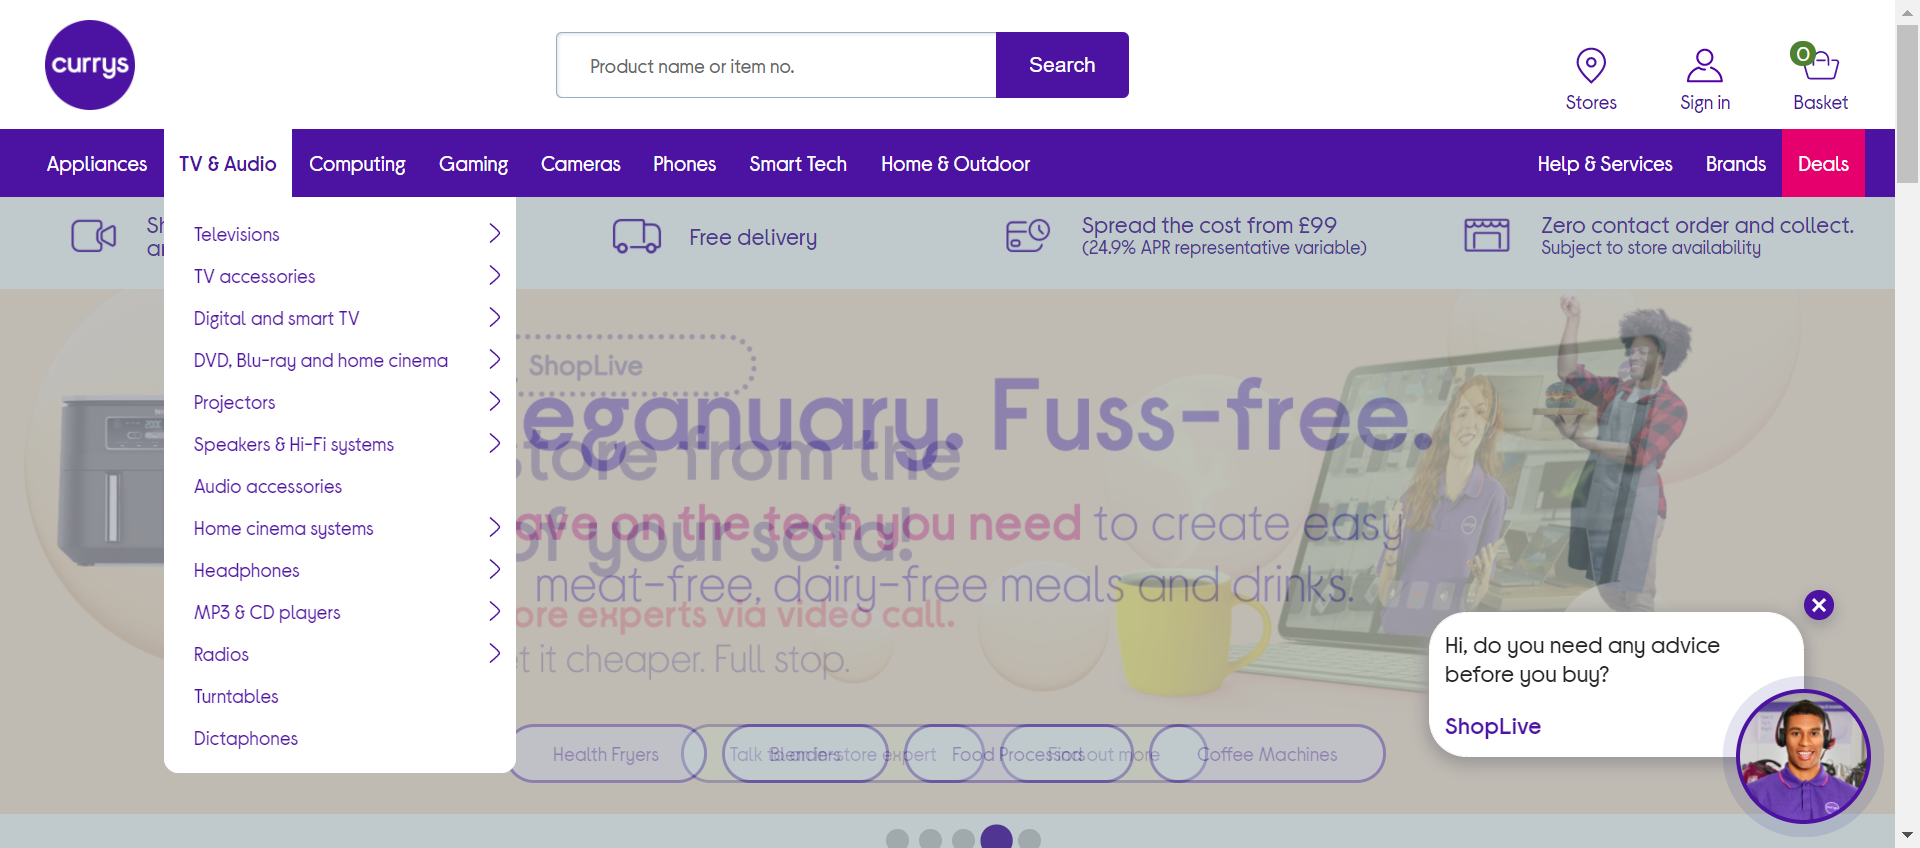 currys
Product name or item no.
Search
Stores
Sign in
0
Basket
Appliances
TV & Audio
Computing
Gaming
Cameras
Phones
Smart Tech
Home & Outdoor
Help & Services
Brands
Deals
Free delivery
Spread the cost from £99
(24.9% APR representative variable)
Zero contact order and collect.
Subject to store availability
Televisions
TV accessories
Digital and smart TV
DVD, Blu-ray and home cinema
Projectors
Speakers & Hi-Fi systems
Audio accessories
Home cinema systems
Headphones
MP3 & CD players
Radios
Turntables
Dictaphones
ShopLive
eganuary. Fuss-free.
store from the
ave on the tech you need to create easy
of your sofa!
meat-free, dairy-free meals and drinks.
ore experts via video call.
t it cheaper. Full stop.
Health Fryers
Talk to an in-store expert
Blenders
Food Processors
Find out more
Coffee Machines
Hi, do you need any advice
before you buy?
ShopLive